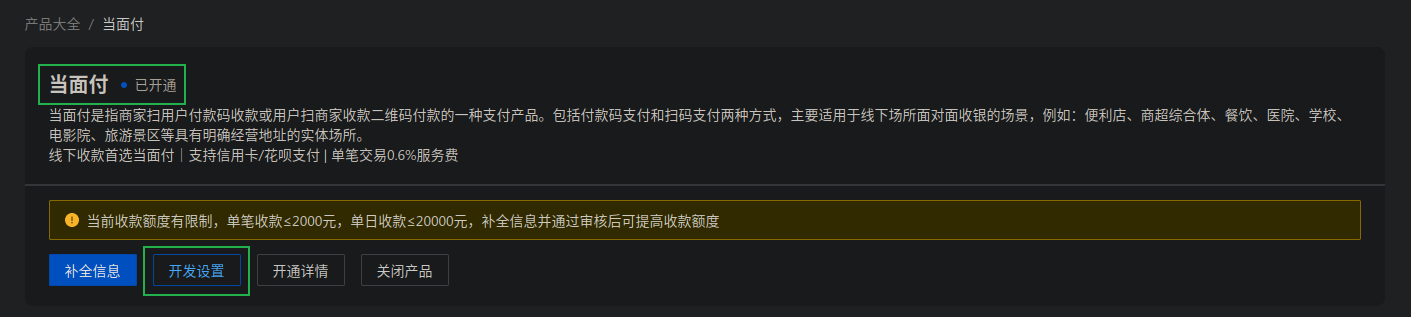 产品大全 / 当面付
当面付 已开通
当面付是指商家扫用户付款码收款或用户扫商家收款二维码付款的一种支付产品。包括付款码支付和扫码支付两种方式，主要适用于线下场所面对面收银的场景，例如：便利店、商超综合体、餐饮、医院、学校、
电影院、旅游景区等具有明确经营地址的实体场所。
线下收款首选当面付｜支持信用卡/花呗支付 | 单笔交易0.6%服务费
当前收款额度有限制，单笔收款≤2000元，单日收款≤20000元，补全信息并通过审核后可提高收款额度
补全信息 开发设置 开通详情 关闭产品